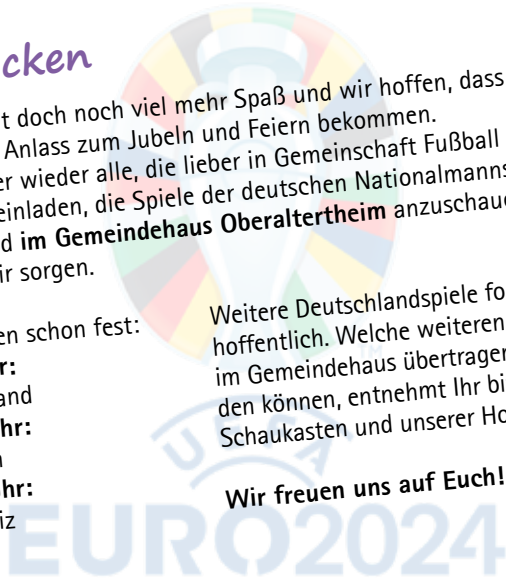 cken
t doch noch viel mehr Spaß und wir hoffen, dass
Anlass zum Jubeln und Feiern bekommen.
er wieder alle, die lieber in Gemeinschaft Fußball
einladen, die Spiele der deutschen Nationalmanns
d im Gemeindehaus Oberaltertheim anzuschaue
ir sorgen.
en schon fest:
r:
and
hr:
n
hr:
iz
Weitere Deutschlandspiele fo
hoffentlich. Welche weiteren
im Gemeindehaus übertragen
den können, entnehmt Ihr bi
Schaukasten und unserer Ho
Wir freuen uns auf Euch!
TM
UEFA
EURO2024